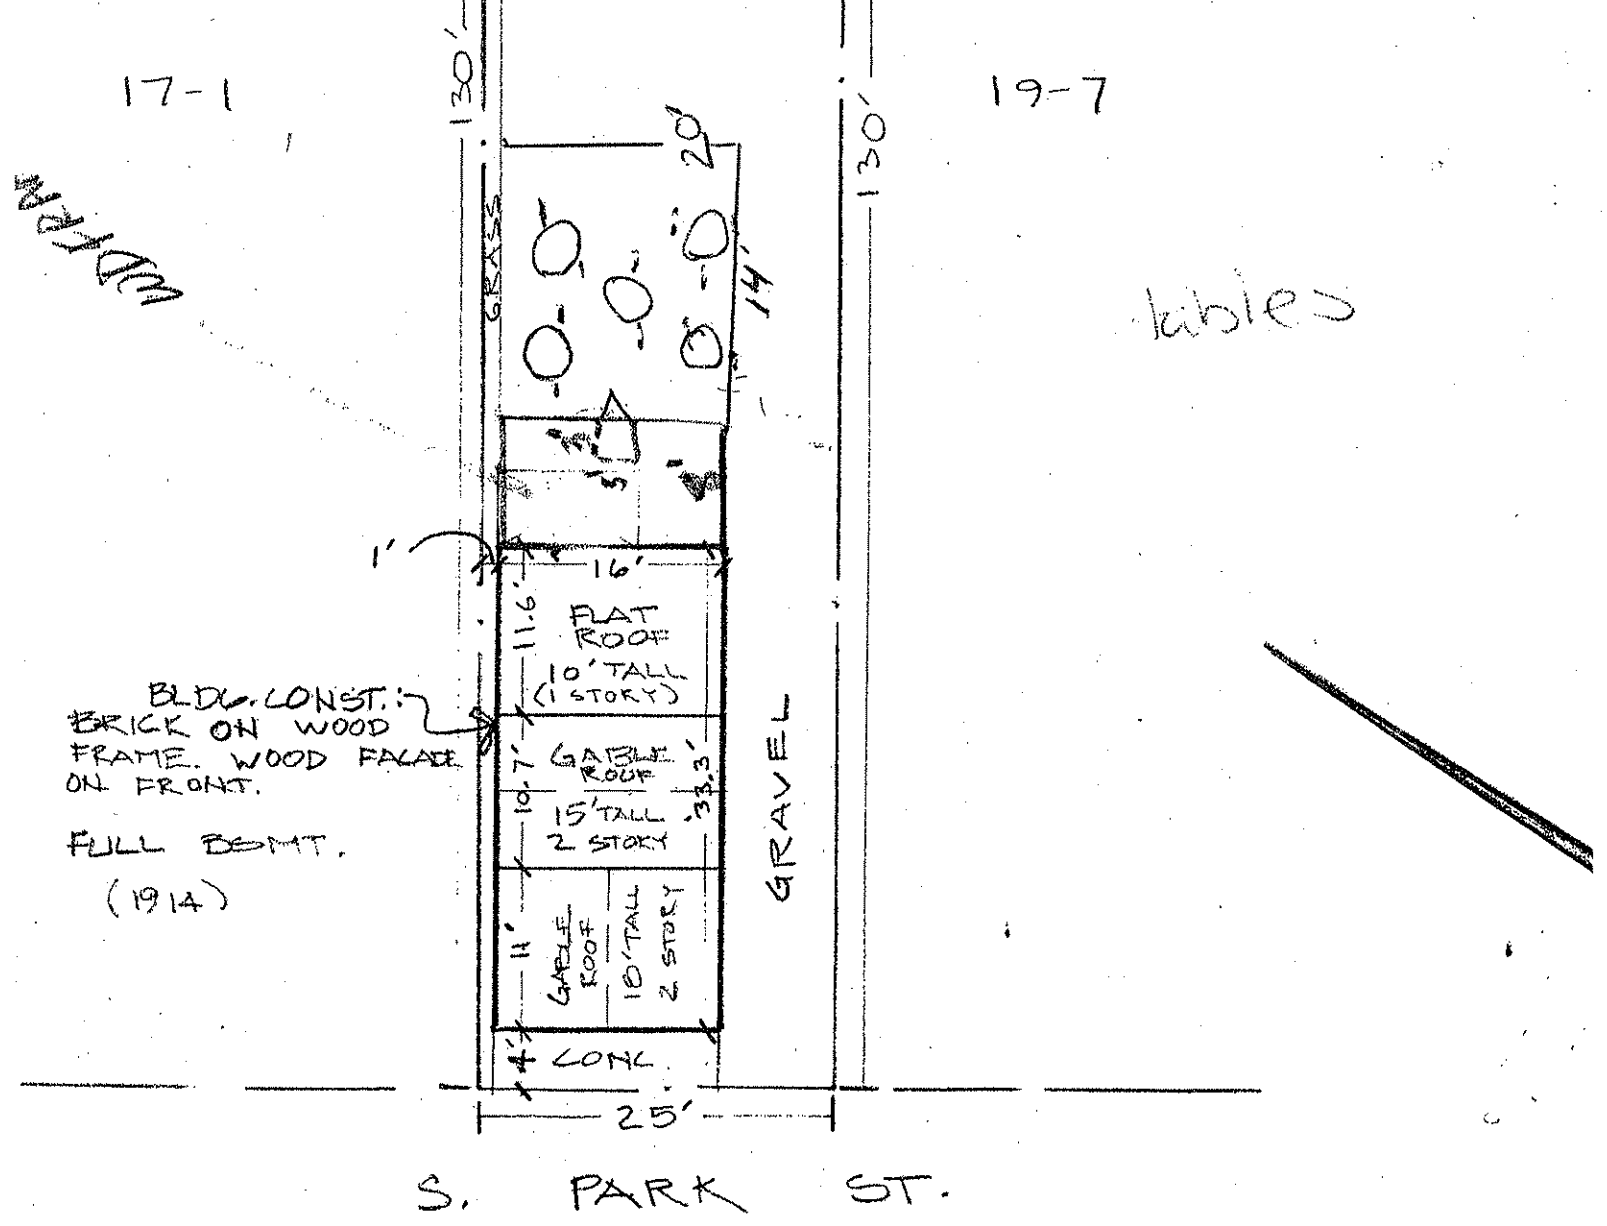 130'
17-1
19-7
130'
20'
GRASS
14'
tables
3'
1'
16'
11.6'
FLAT
ROOF
10' TALL
(1 STORY)
BLDG. CONST.:
BRICK ON WOOD
FRAME. WOOD FACADE
ON FRONT.
FULL BSMT.
(1914)
10.7'
GABLE
ROOF
15' TALL
2 STORY
33.3'
GRAVEL
11'
GABLE
ROOF
18' TALL
2 STORY
4'
CONC.
25'
S. PARK ST.